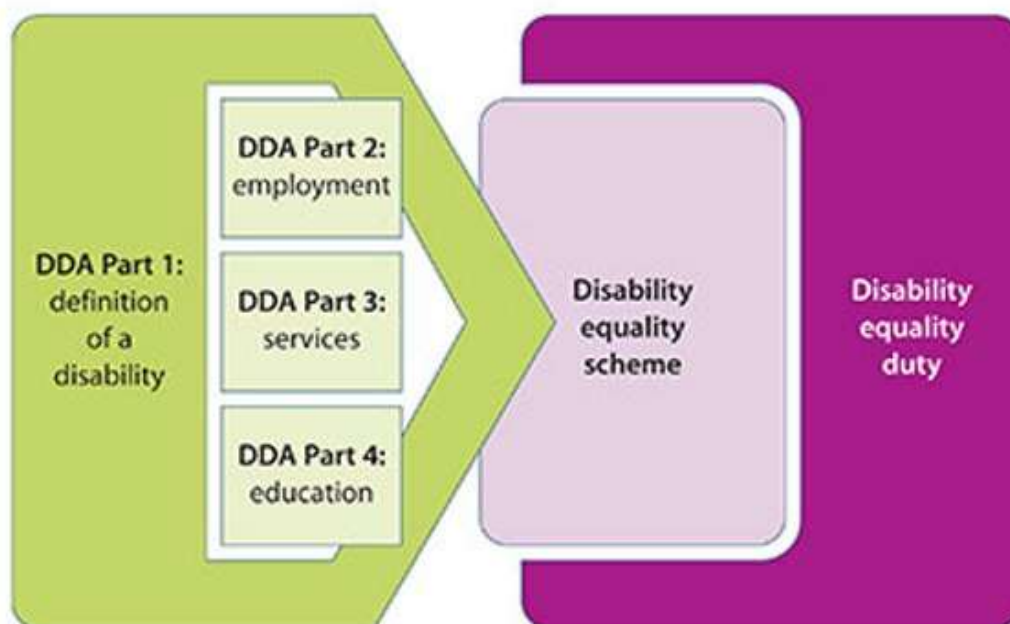 DDA Part 1:
definition
of a
disability
DDA Part 2:
employment
DDA Part 3:
services
DDA Part 4:
education
Disability
equality
scheme
Disability
equality
duty